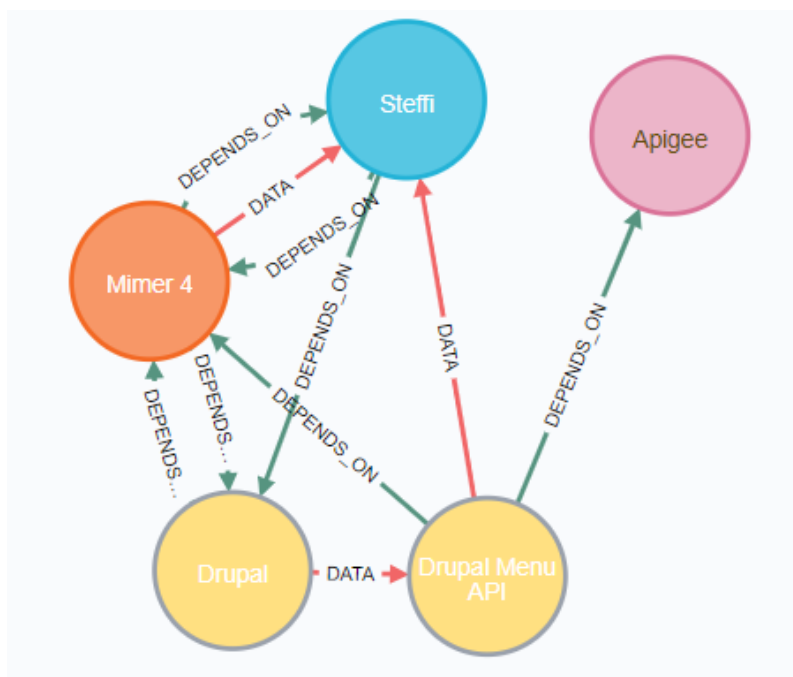 Steffi
Apigee
DEPENDS_ON
DATA
DEPENDS_ON
Mimer 4
DEPENDS_ON
DATA
DEPENDS_ON
DEPENDS...
DEPENDS...
DEPENDS_ON
Drupal
DATA
Drupal Menu
API